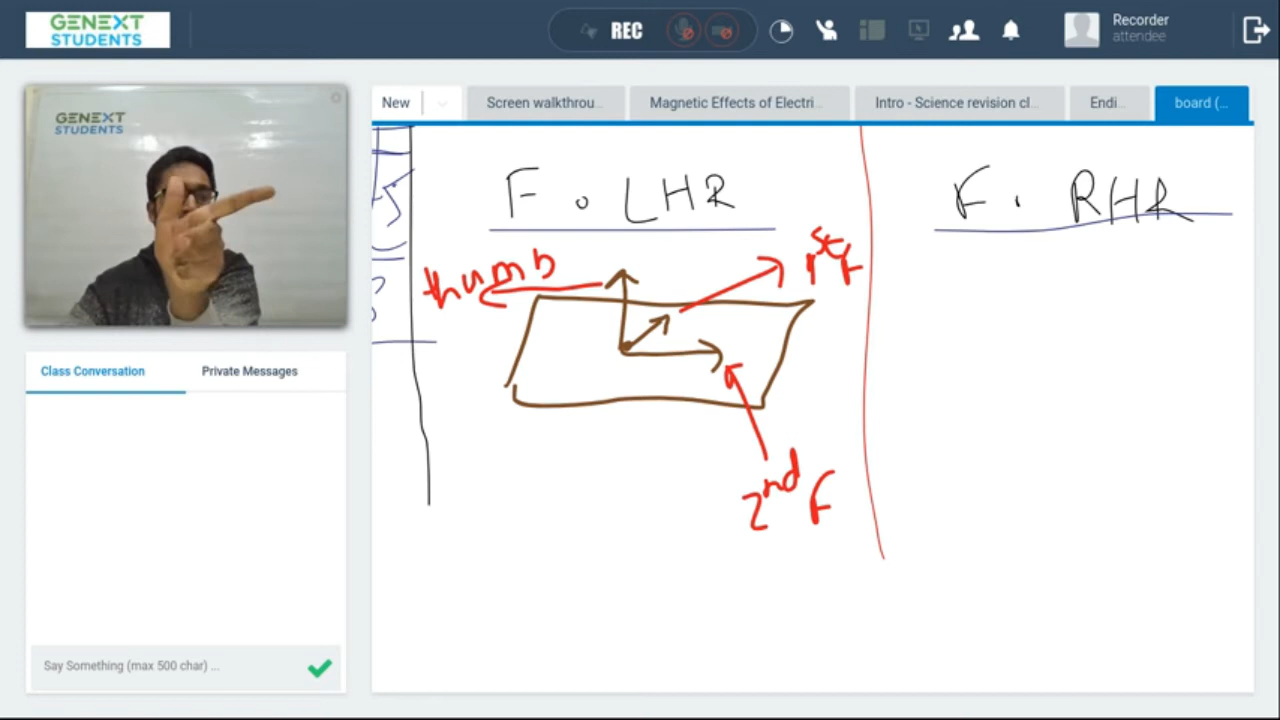 GENEXT
STUDENTS
REC
Recorder
attendee
GENEXT
STUDENTS
New
Screen walkthrou...
Magnetic Effects of Electri...
Intro - Science revision cl...
Endi...
board (...
F. LHR
F. RHR
thumb
1st F
2nd F
Class Conversation
Private Messages
Say Something (max 500 char) ...